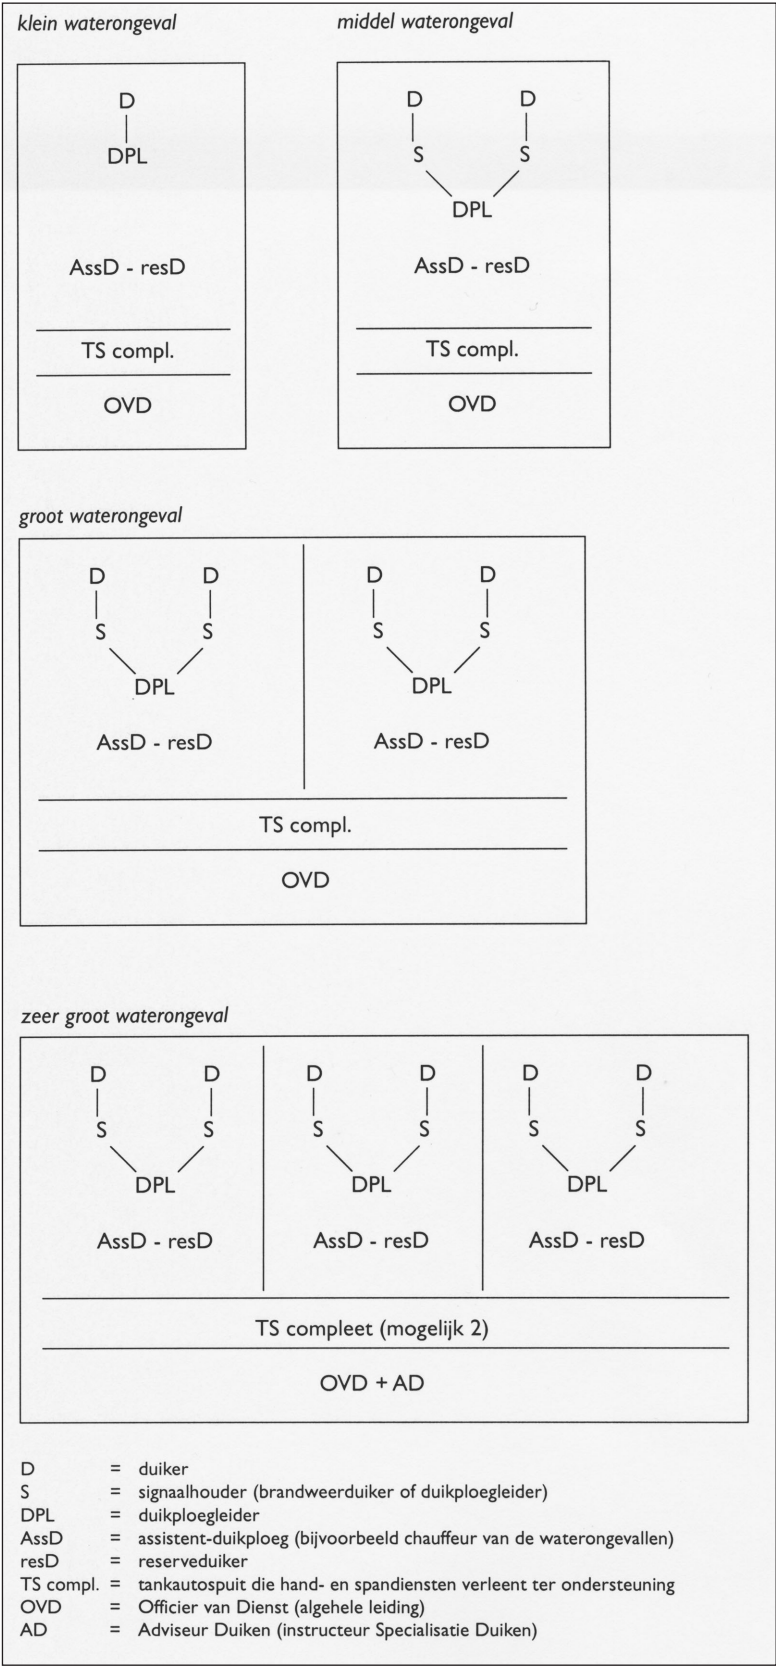 klein waterongeval
D
DPL
AssD - resD
TS compl.
OVD
middel waterongeval
D D
S S
DPL
AssD - resD
TS compl.
OVD
groot waterongeval
D D D D
S S S S
DPL DPL
AssD - resD AssD - resD
TS compl.
OVD
zeer groot waterongeval
D D D D D D
S S S S S S
DPL DPL DPL
AssD - resD AssD - resD AssD - resD
TS compleet (mogelijk 2)
OVD + AD
D = duiker
S = signaalhouder (brandweerduiker of duikploegleider)
DPL = duikploegleider
AssD = assistent-duikploeg (bijvoorbeeld chauffeur van de waterongevallen)
resD = reserveduiker
TS compl. = tankautospuit die hand- en spandiensten verleent ter ondersteuning
OVD = Officier van Dienst (algehele leiding)
AD = Adviseur Duiken (instructeur Specialisatie Duiken)